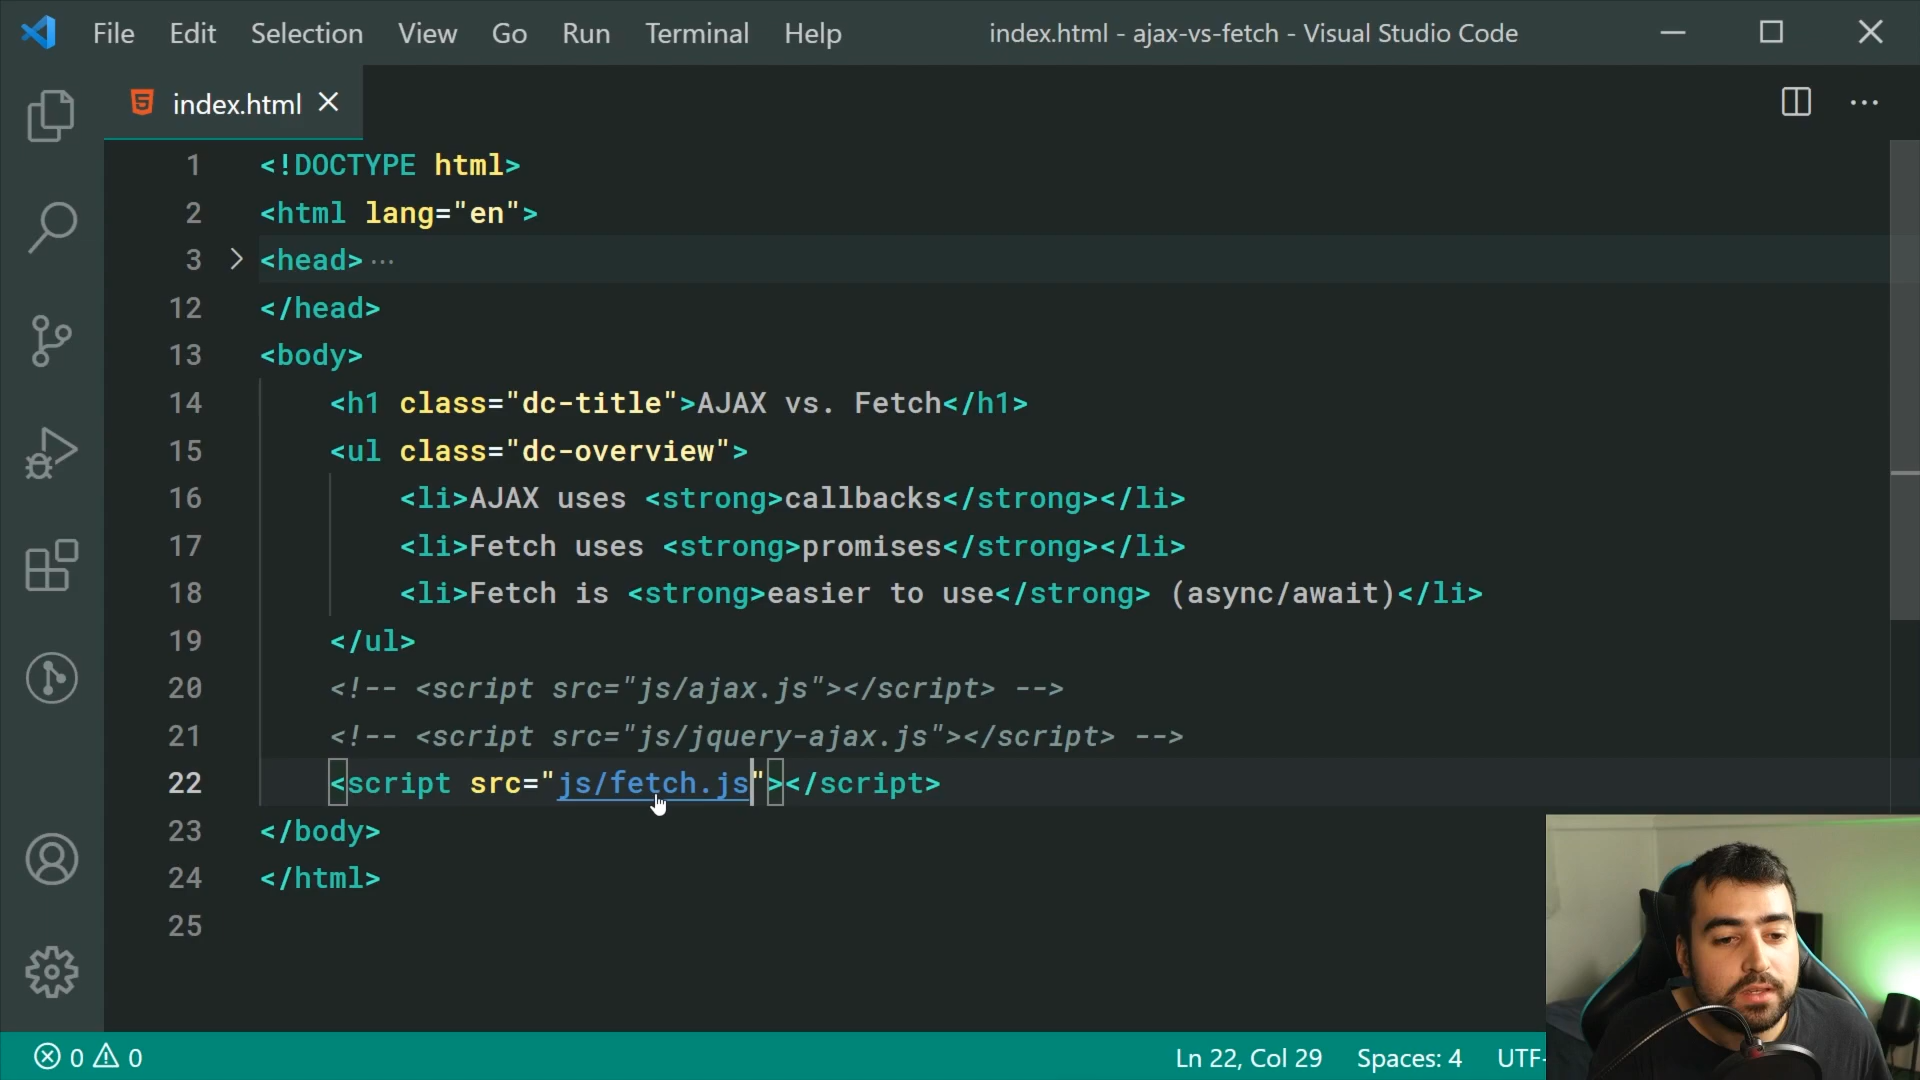 File Edit Selection View Go Run Terminal Help index.html - ajax-vs-fetch - Visual Studio Code
index.html
1 <!DOCTYPE html>
2 <html lang="en">
3 <head> ...
12 </head>
13 <body>
14 <h1 class="dc-title">AJAX vs. Fetch</h1>
15 <ul class="dc-overview">
16 <li>AJAX uses <strong>callbacks</strong></li>
17 <li>Fetch uses <strong>promises</strong></li>
18 <li>Fetch is <strong>easier to use</strong> (async/await)</li>
19 </ul>
20 <!-- <script src="js/ajax.js"></script> -->
21 <!-- <script src="js/jquery-ajax.js"></script> -->
22 <script src="js/fetch.js"></script>
23 </body>
24 </html>
25
0 0 Ln 22, Col 29 Spaces: 4 UTF-